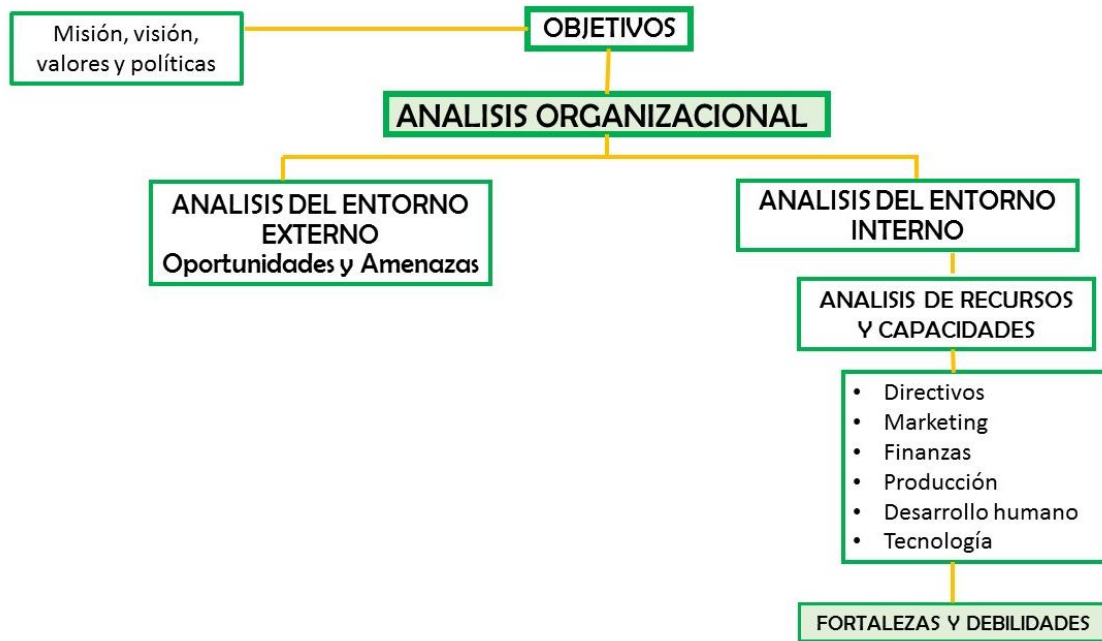 Misión, visión,
valores y políticas
OBJETIVOS
ANALISIS ORGANIZACIONAL
ANALISIS DEL ENTORNO
EXTERNO
Oportunidades y Amenazas
ANALISIS DEL ENTORNO
INTERNO
ANALISIS DE RECURSOS
Y CAPACIDADES
• Directivos
• Marketing
• Finanzas
• Producción
• Desarrollo humano
• Tecnología
FORTALEZAS Y DEBILIDADES